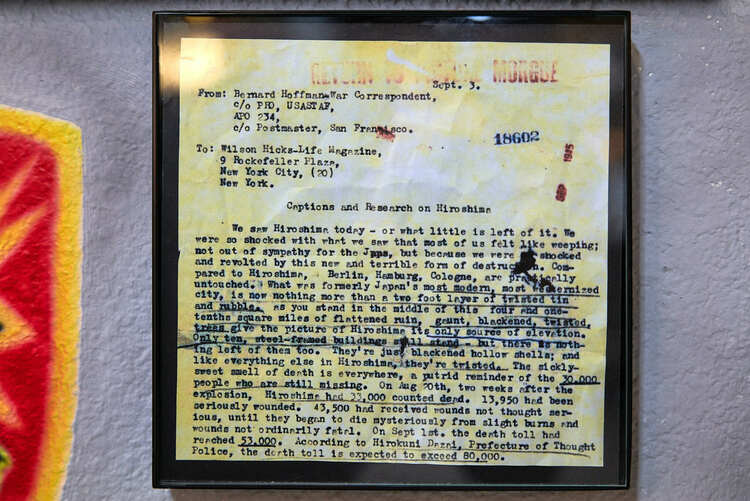 RETURN TO PICTURE MORGUE
Sept. 3.
From: Bernard Hoffman-War Correspondent,
c/o PRO, USASTAF,
APO 234,
c/o Postmaster, San Francisco.
18602
To: Wilson Hicks-Life Magazine,
9 Rockefeller Plaza,
New York City, (20)
New York.
Captions and Research on Hiroshima
We saw Hiroshima today - or what little is left of it. We
were so shocked with what we saw that most of us felt like weeping;
not out of sympathy for the Japs, but because we were shocked
and revolted by this new and terrible form of destruction. Com-
pared to Hiroshima, Berlin, Hamburg, Cologne, are practically
untouched. What was formerly Japan's most modern, most westernized
city, is now nothing more than a two foot layer of twisted tin
and rubble. as you stand in the middle of this four and one-
tenths square miles of flattened ruin, gaunt, blackened, twisted,
trees give the picture of Hiroshima its only source of elevation.
Only ten, steel-framed buildings still stand - but there is noth-
ing left of them too. They're just blackened hollow shells; and
like everything else in Hiroshima, they're twisted. The sickly-
sweet smell of death is everywhere, a putrid reminder of the 30,000
people who are still missing. On Aug 20th, two weeks after the
explosion, Hiroshima had 33,000 counted dead. 13,950 had been
seriously wounded. 43,500 had received wounds not thought ser-
ious, until they began to die mysteriously from slight burns and
wounds not ordinarily fatal. On Sept 1st. the death toll had
reached 53,000. According to Hirokuni Dazai, Prefecture of Thought
Police, the death toll is expected to exceed 80,000.